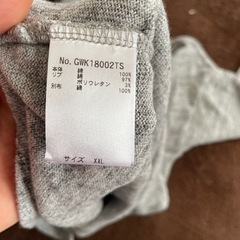 No. GWK18002TS
本体 綿 100%
リブ 綿 97%
ポリウレタン 3%
別布 綿 100%
サイズ XXL